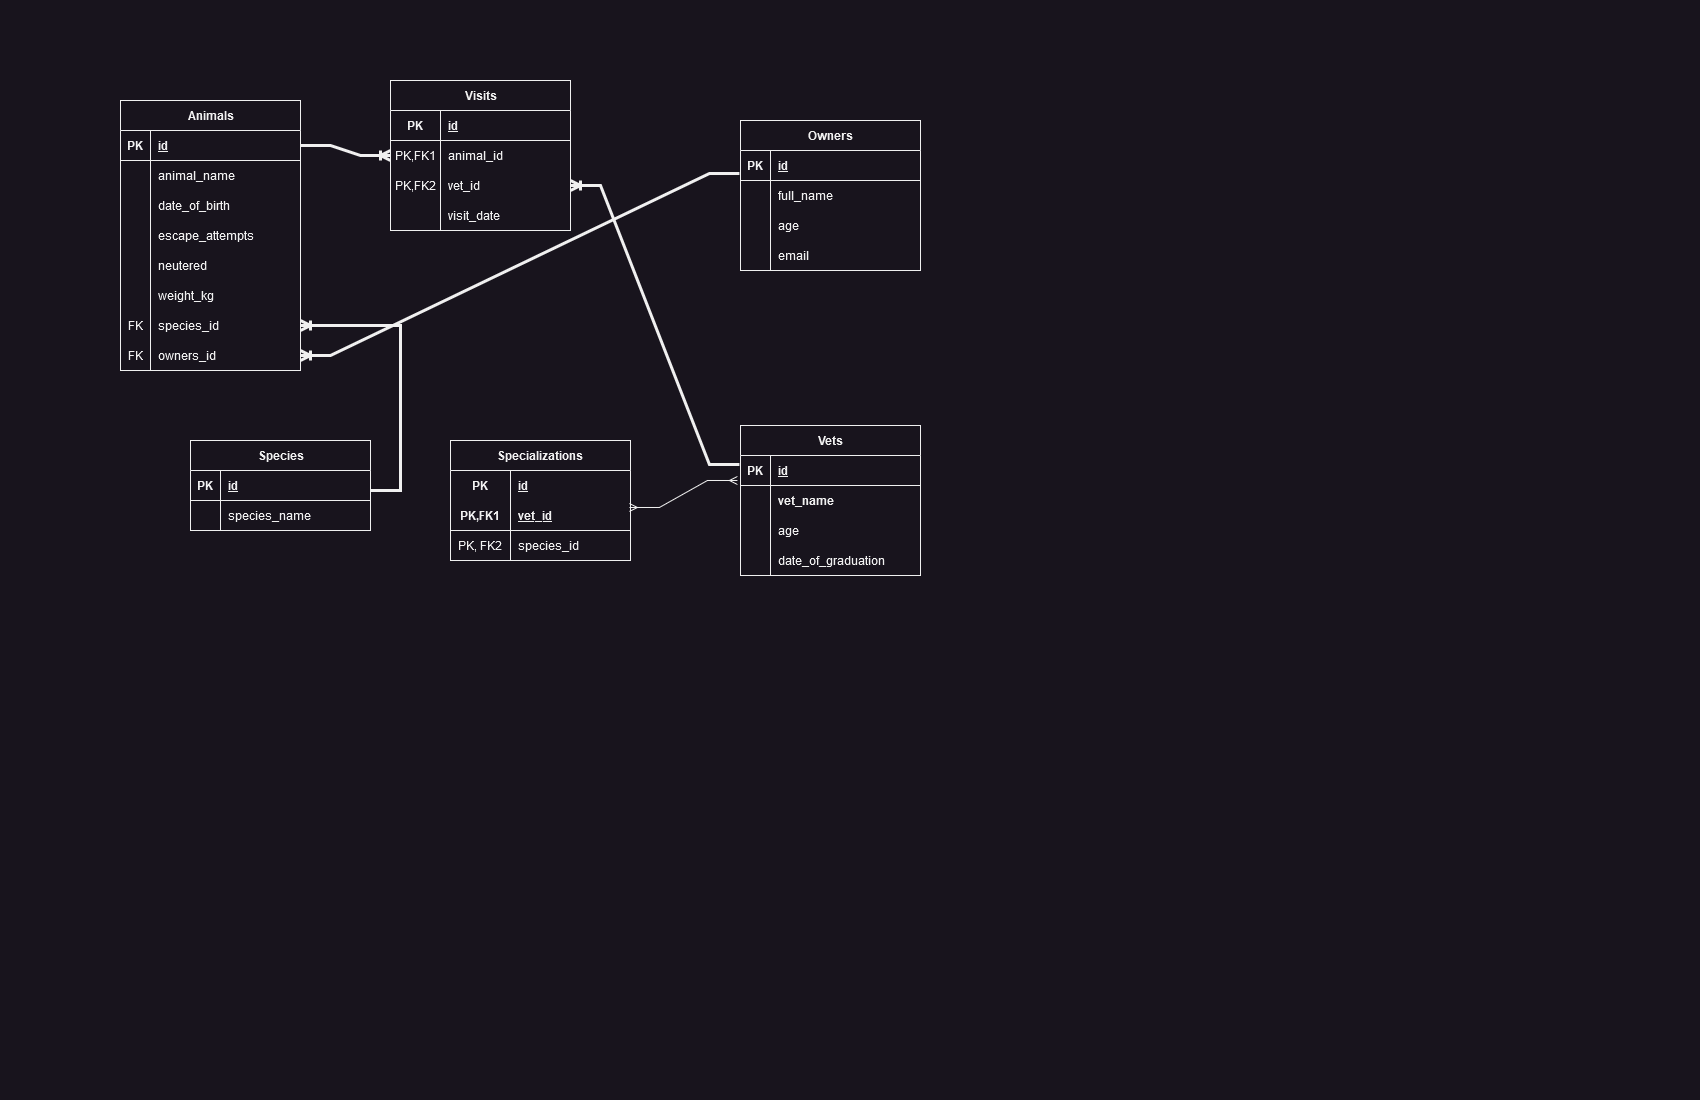 Animals
PK id
animal_name
date_of_birth
escape_attempts
neutered
weight_kg
FK species_id
FK owners_id
Visits
PK id
PK,FK1 animal_id
PK,FK2 vet_id
visit_date
Owners
PK id
full_name
age
email
Species
PK id
species_name
Specializations
PK id
PK,FK1 vet_id
PK, FK2 species_id
Vets
PK id
vet_name
age
date_of_graduation